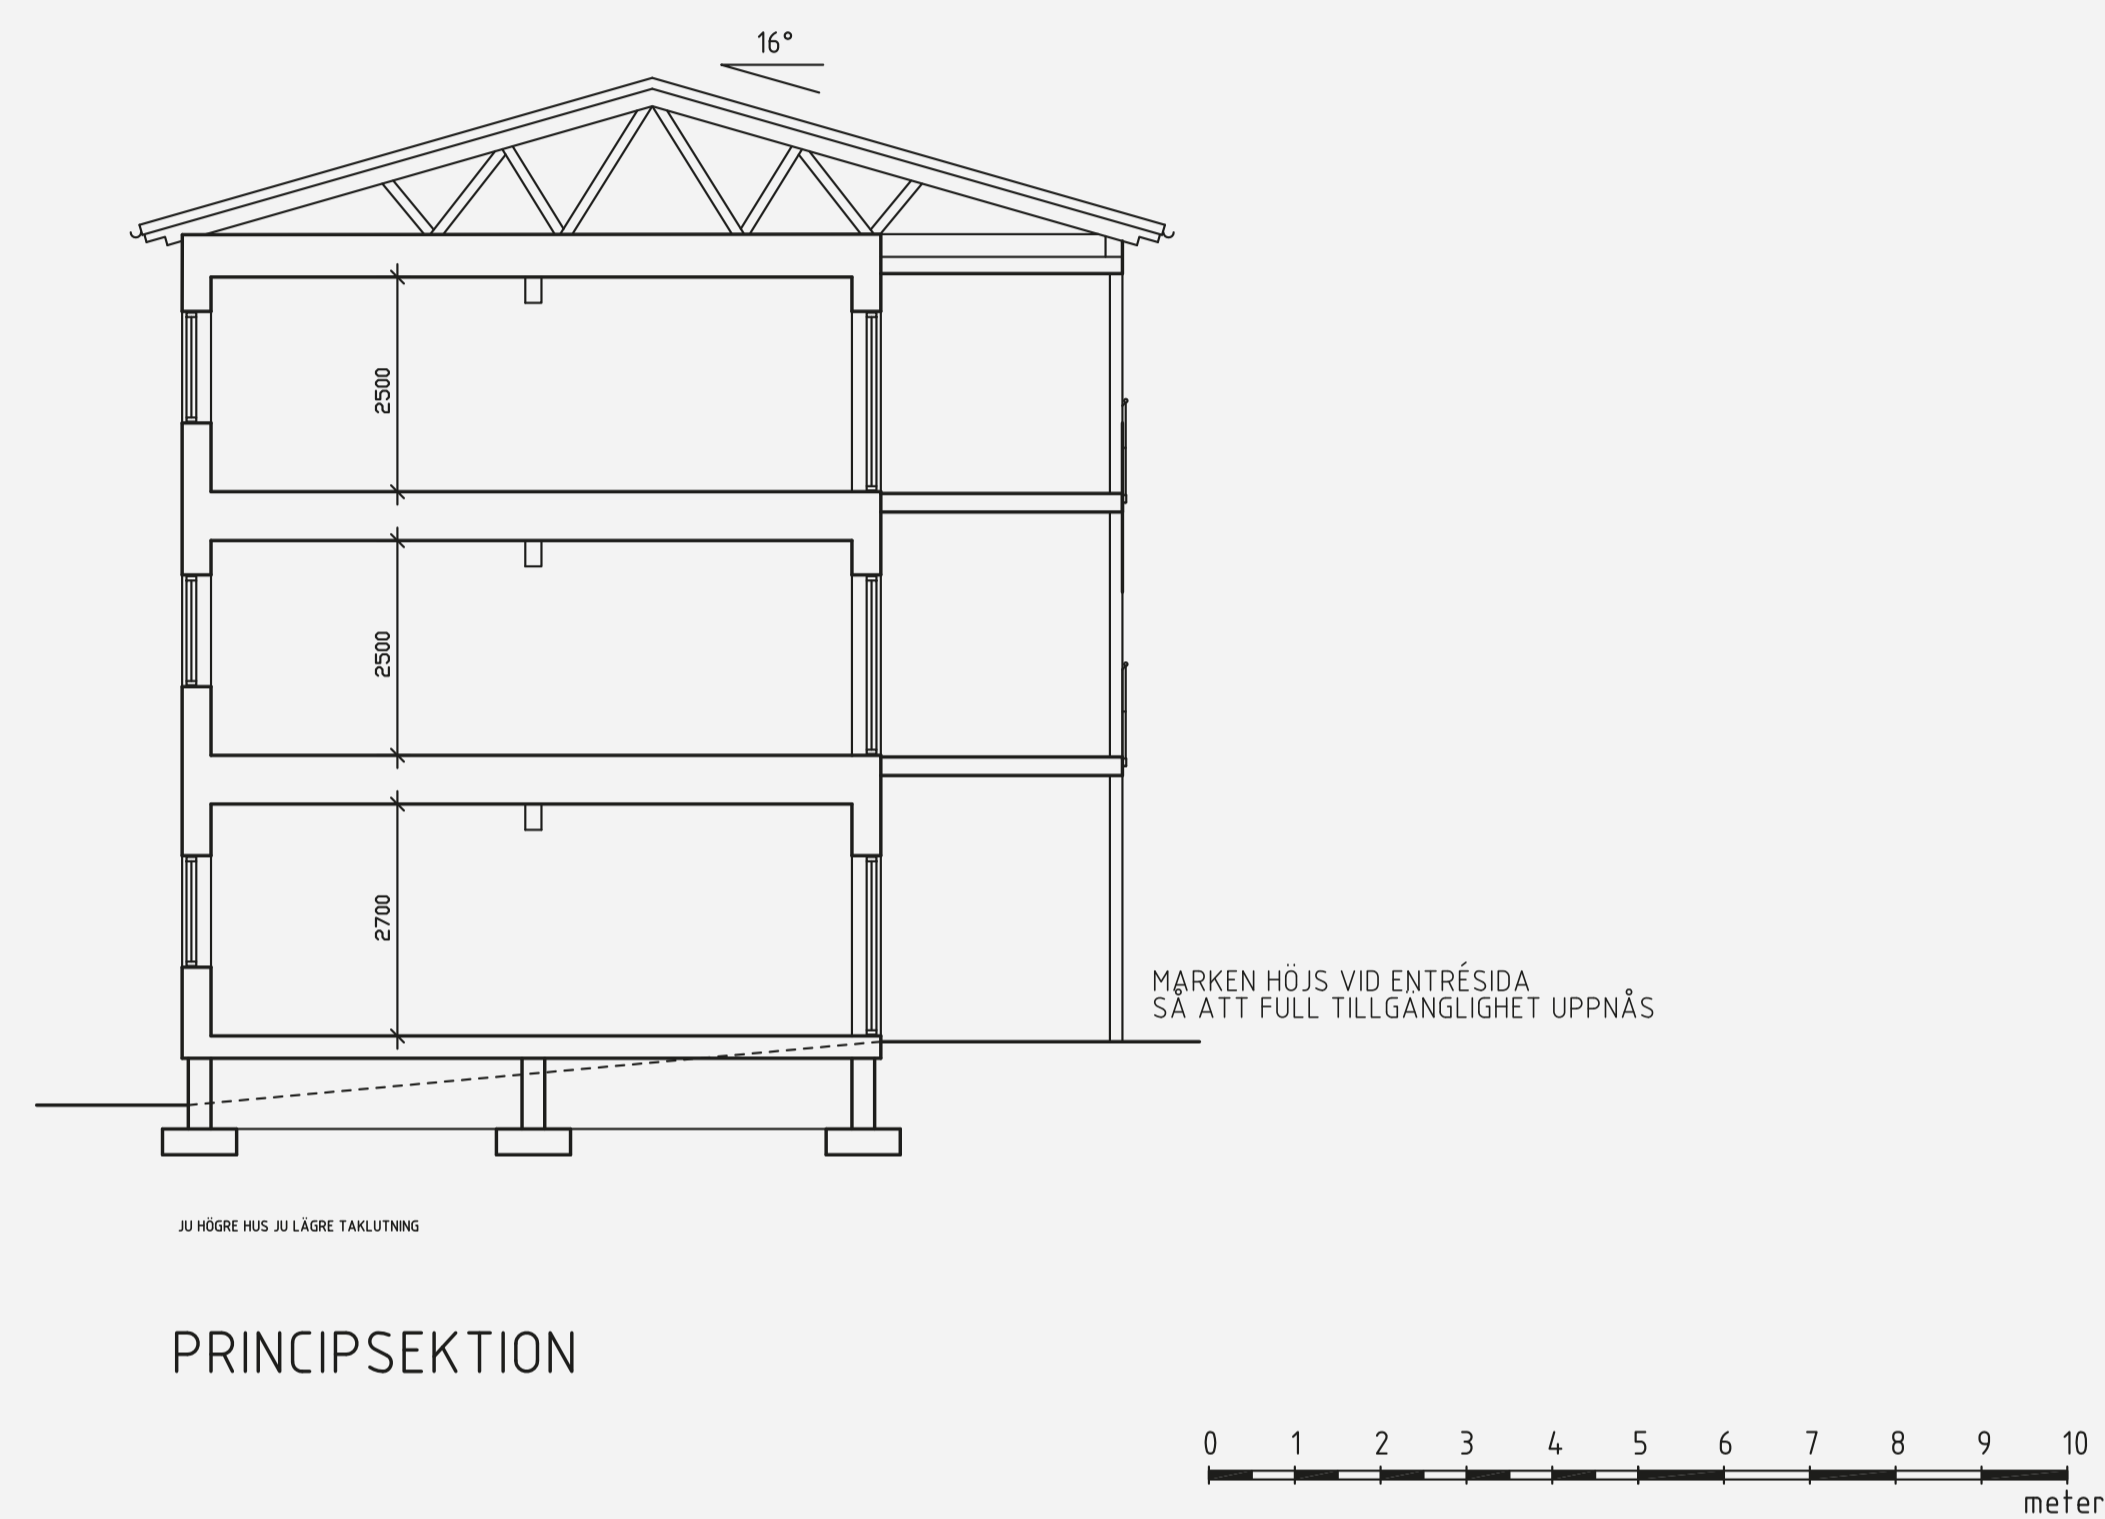 16°
2500
2500
2700
MARKEN HÖJS VID ENTRÉSIDA
SÅ ATT FULL TILLGÄNGLIGHET UPPNÅS
JU HÖGRE HUS JU LÄGRE TAKLUTNING
PRINCIPSEKTION
0 1 2 3 4 5 6 7 8 9 10
meter